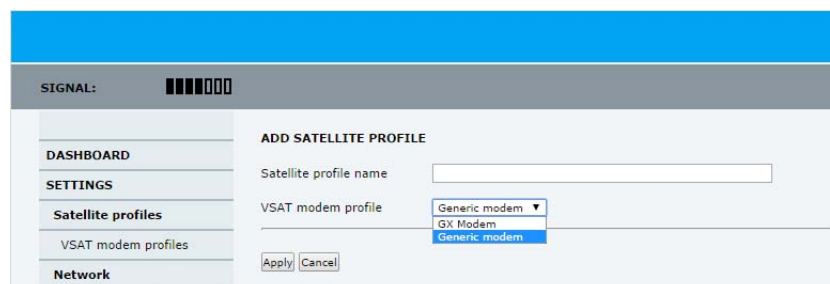 SIGNAL:
DASHBOARD
SETTINGS
Satellite profiles
VSAT modem profiles
Network
ADD SATELLITE PROFILE
Satellite profile name
VSAT modem profile Generic modem ▼
GX Modem
Generic modem
Apply Cancel